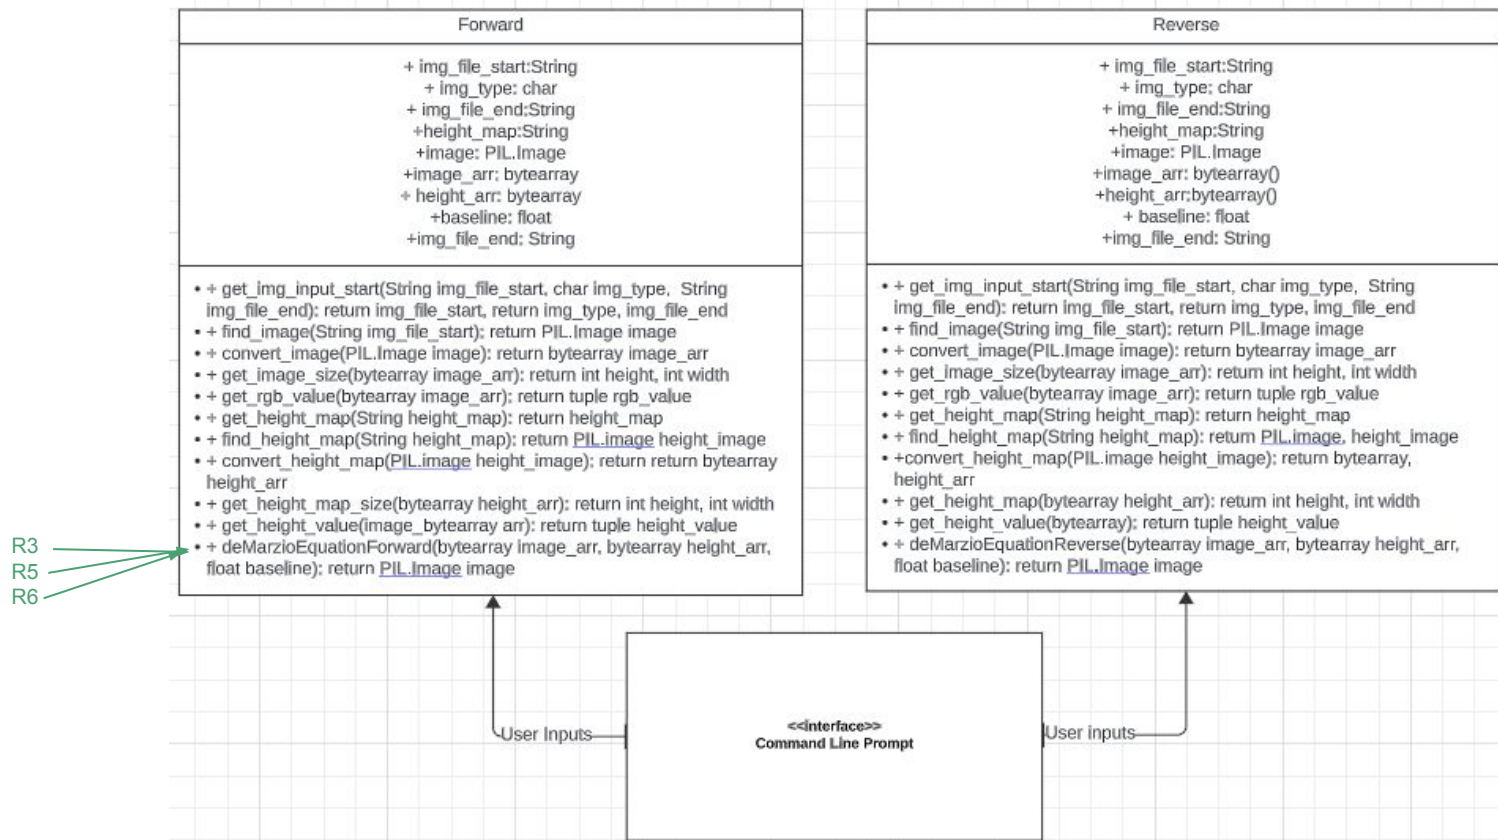 Forward
+ img_file_start:String
+ img_type: char
+ img_file_end:String
+height_map:String
+image: PIL.Image
+image_arr: bytearray
+ height_arr: bytearray
+baseline: float
+img_file_end: String
• + get_img_input_start(String img_file_start, char img_type, String
img_file_end): return img_file_start, return img_type, img_file_end
• + find_image(String img_file_start): return PIL.Image image
• + convert_image(PIL.Image image): return bytearray image_arr
• + get_image_size(bytearray image_arr): return int height, int width
• + get_rgb_value(bytearray image_arr): return tuple rgb_value
• + get_height_map(String height_map): return height_map
• + find_height_map(String height_map): return PIL.image height_image
• + convert_height_map(PIL.image height_image): return return bytearray
height_arr
• + get_height_map_size(bytearray height_arr): return int height, int width
• + get_height_value(image_bytearray arr): return tuple height_value
• + deMarzioEquationForward(bytearray image_arr, bytearray height_arr,
float baseline): return PIL.Image image
R3
R5
R6
Reverse
+ img_file_start:String
+ img_type: char
+ img_file_end:String
+height_map:String
+image: PIL.Image
+image_arr: bytearray()
+height_arr:bytearray()
+ baseline: float
+img_file_end: String
• + get_img_input_start(String img_file_start, char img_type, String
img_file_end): return img_file_start, return img_type, img_file_end
• + find_image(String img_file_start): return PIL.Image image
• + convert_image(PIL.Image image): return bytearray image_arr
• + get_image_size(bytearray image_arr): return int height, int width
• + get_rgb_value(bytearray image_arr): return tuple rgb_value
• + get_height_map(String height_map): return height_map
• + find_height_map(String height_map): return PIL.image, height_image
• +convert_height_map(PIL.image height_image): return bytearray,
height_arr
• + get_height_map(bytearray height_arr): return int height, int width
• + get_height_value(bytearray): return tuple height_value
• + deMarzioEquationReverse(bytearray image_arr, bytearray height_arr,
float baseline): return PIL.Image image
User Inputs
<<interface>>
Command Line Prompt
User inputs